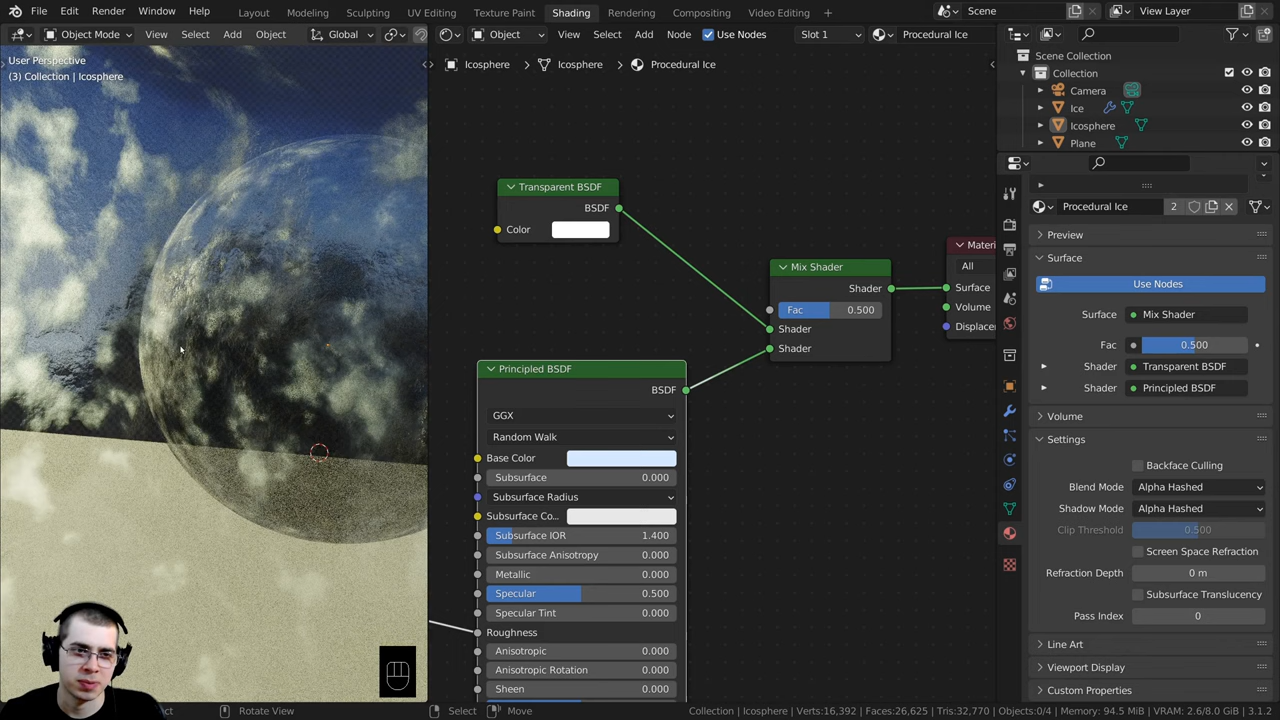 File Edit Render Window Help Layout Modeling Sculpting UV Editing Texture Paint Shading Rendering Compositing Video Editing Scene View Layer
Object Mode View Select Add Object Global Object View Select Add Node Use Nodes Slot 1 Procedural Ice
User Perspective
(3) Collection | Icosphere
Icosphere Icosphere Procedural Ice
Scene Collection
Collection
Camera
Ice
Icosphere
Plane
Transparent BSDF
BSDF
Color
Mix Shader
Shader
Fac 0.500
Shader
Shader
Materi
All
Surface
Volume
Displace
Principled BSDF
BSDF
GGX
Random Walk
Base Color
Subsurface 0.000
Subsurface Radius
Subsurface Co...
Subsurface IOR 1.400
Subsurface Anisotropy 0.000
Metallic 0.000
Specular 0.500
Specular Tint 0.000
Roughness
Anisotropic 0.000
Anisotropic Rotation 0.000
Sheen 0.000
Procedural Ice 2
Preview
Surface
Use Nodes
Surface Mix Shader
Fac 0.500
Shader Transparent BSDF
Shader Principled BSDF
Volume
Settings
Backface Culling
Blend Mode Alpha Hashed
Shadow Mode Alpha Hashed
Clip Threshold 0.500
Screen Space Refraction
Refraction Depth 0 m
Subsurface Translucency
Pass Index 0
Line Art
Viewport Display
Custom Properties
Rotate View Select Move Collection | Icosphere | Verts:16,392 | Faces:26,625 | Tris:32,770 | Objects:0/4 | Memory: 94.5 MiB | VRAM: 2.6/8.0 GiB | 3.1.2